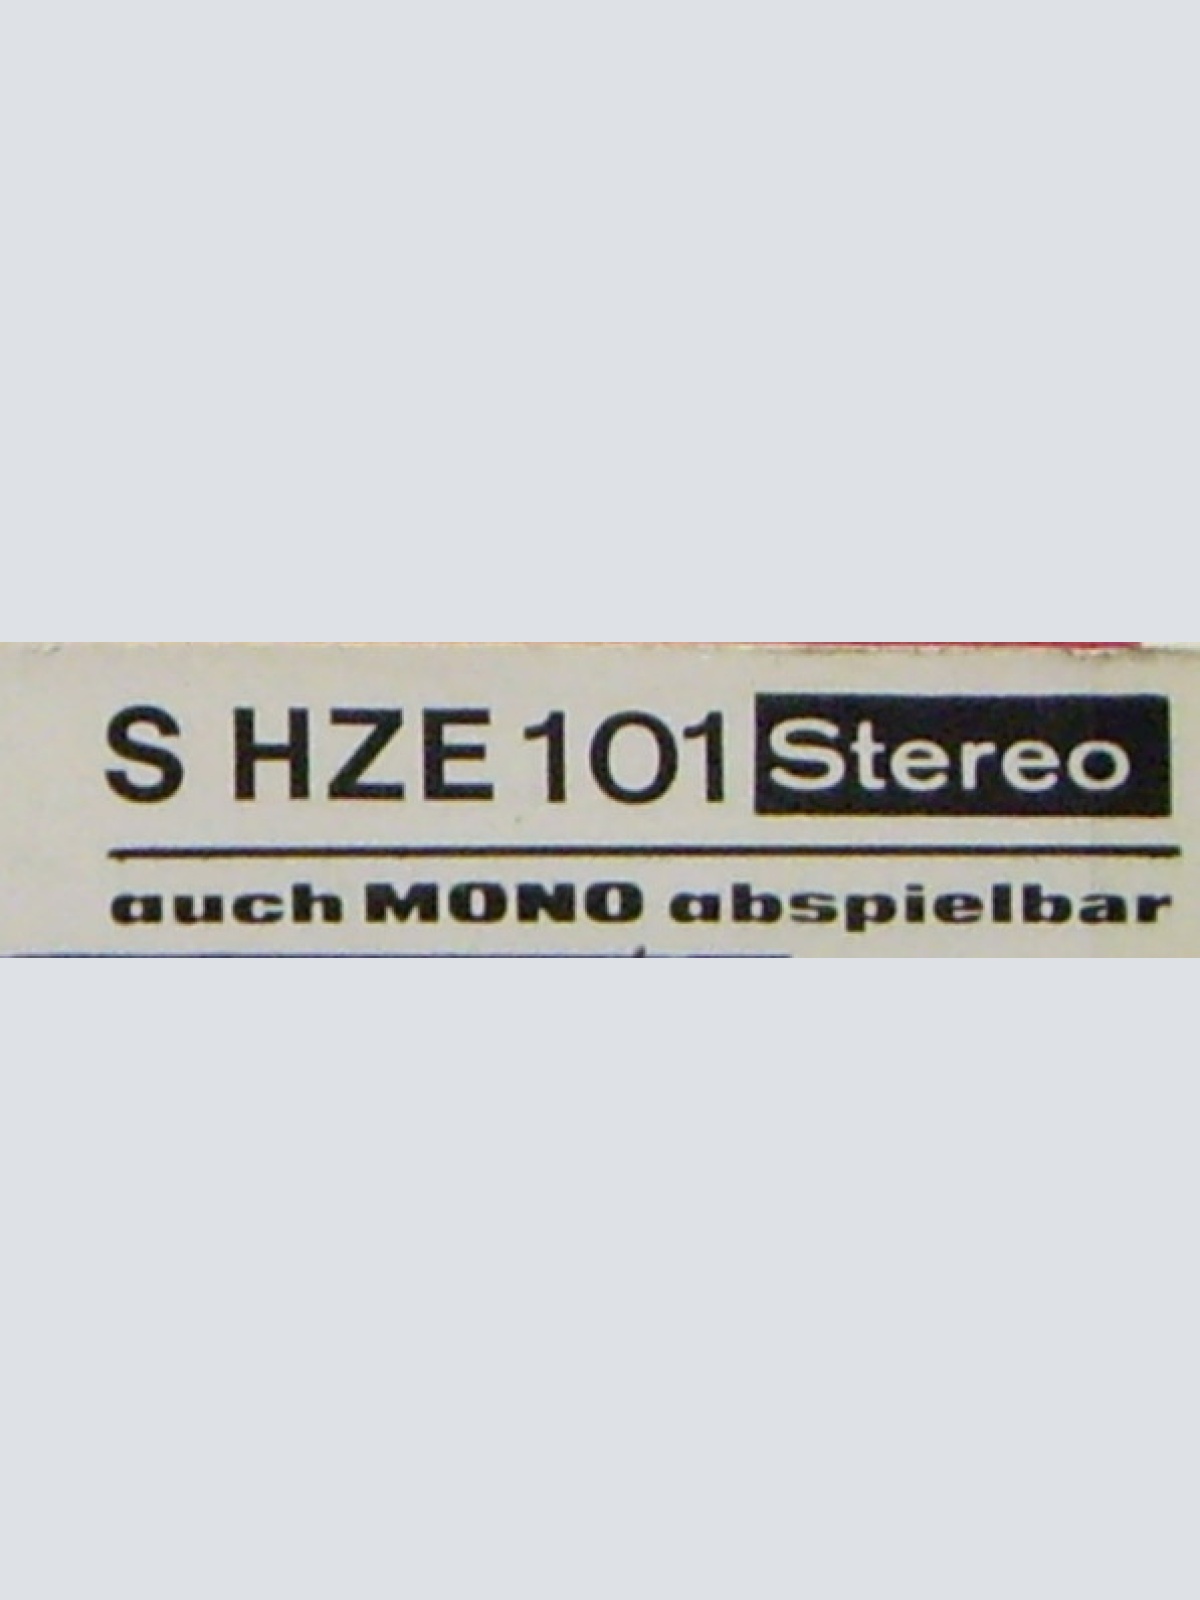 S HZE 101 Stereo
auch MONO abspielbar